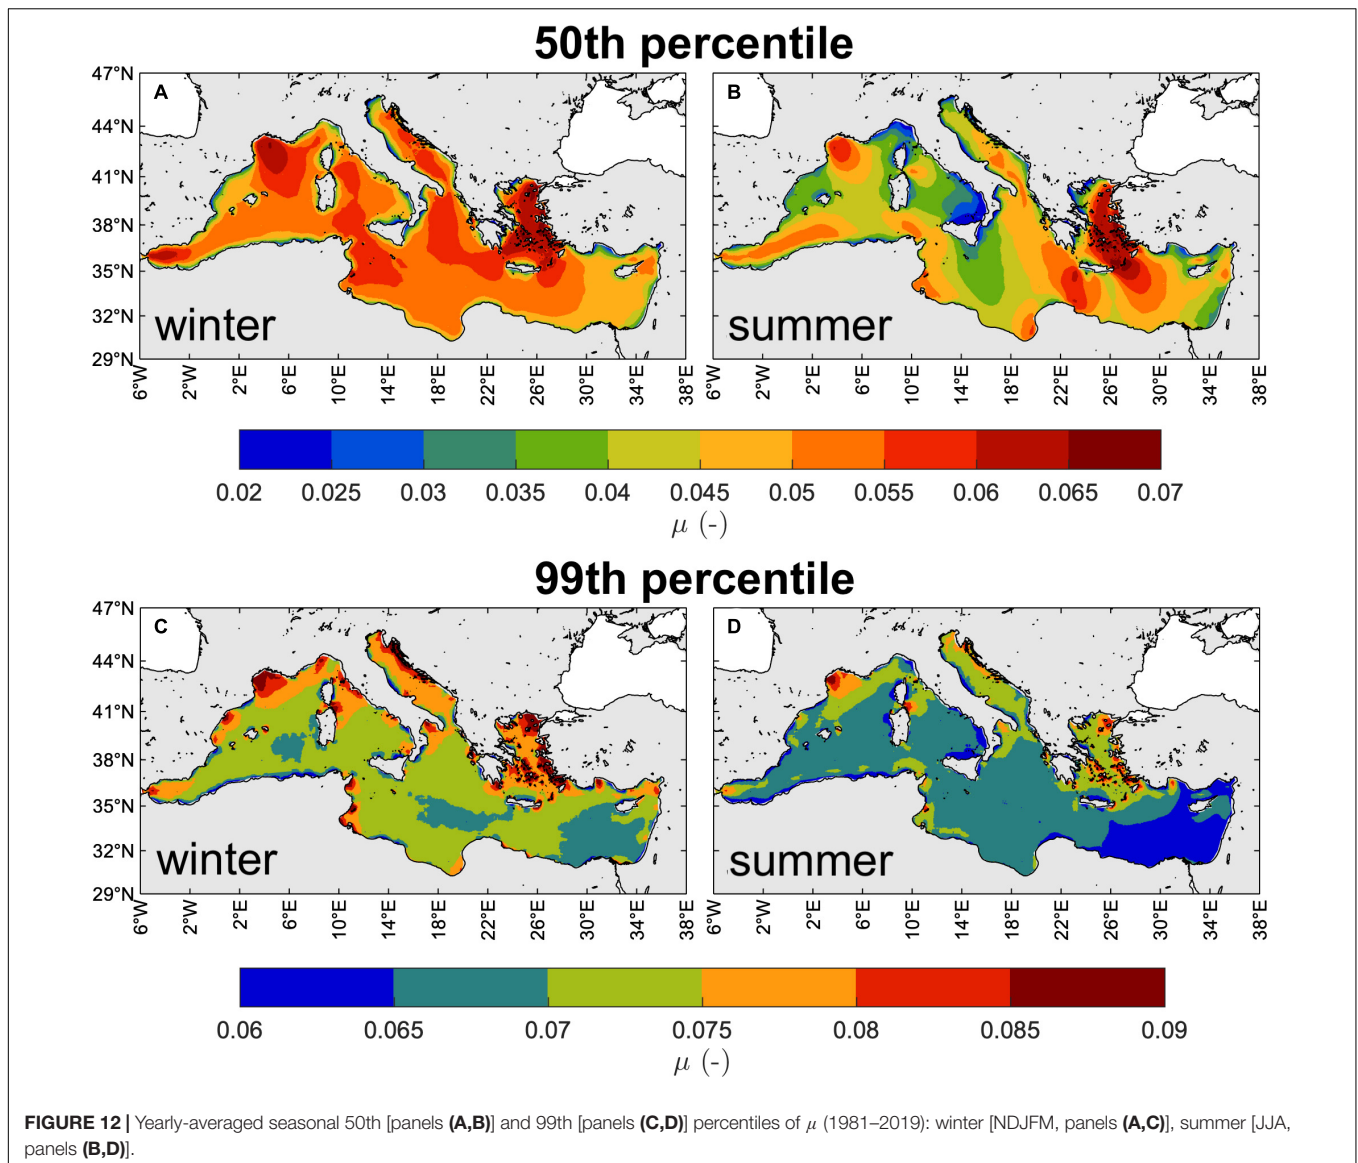 50th percentile
47°N
44°N
41°N
38°N
35°N
32°N
29°N
A
winter
B
summer
6°W
2°W
2°E
6°E
10°E
14°E
18°E
22°E
26°E
30°E
34°E
38°E
6°W
2°W
2°E
6°E
10°E
14°E
18°E
22°E
26°E
30°E
34°E
38°E
0.02 0.025 0.03 0.035 0.04 0.045 0.05 0.055 0.06 0.065 0.07
μ (-)
99th percentile
47°N
44°N
41°N
38°N
35°N
32°N
29°N
C
winter
D
summer
6°W
2°W
2°E
6°E
10°E
14°E
18°E
22°E
26°E
30°E
34°E
38°E
6°W
2°W
2°E
6°E
10°E
14°E
18°E
22°E
26°E
30°E
34°E
38°E
0.06 0.065 0.07 0.075 0.08 0.085 0.09
μ (-)
FIGURE 12 | Yearly-averaged seasonal 50th [panels (A,B)] and 99th [panels (C,D)] percentiles of μ (1981–2019): winter [NDJFM, panels (A,C)], summer [JJA,
panels (B,D)].